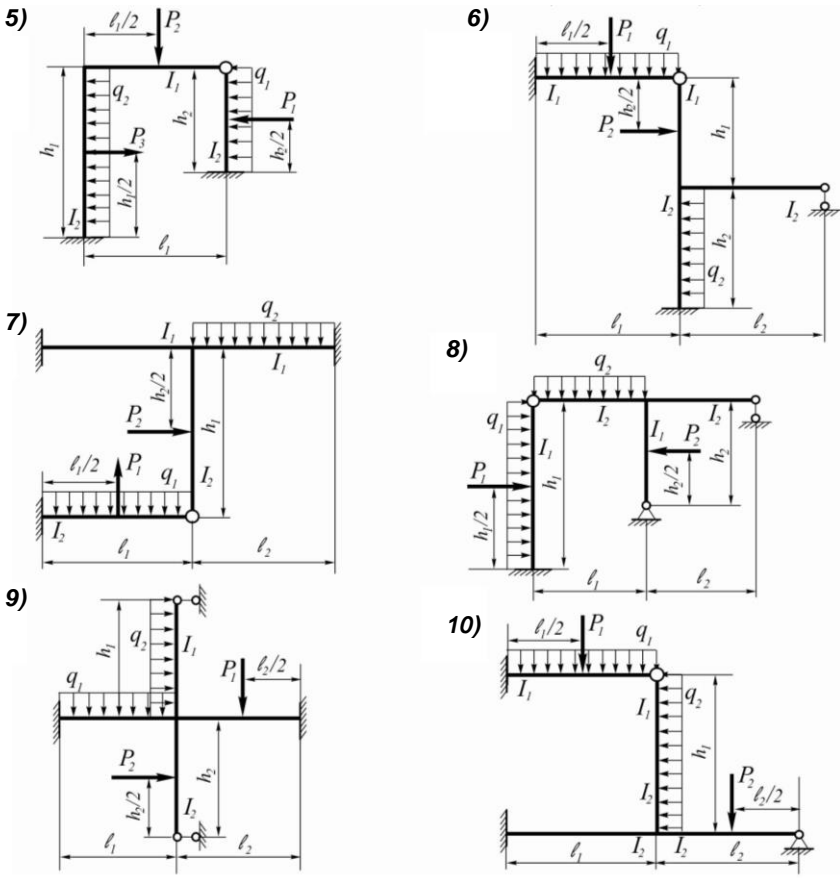 5)
ℓ₁/2 P₂
I₁ q₁
q₂ h₂ P₁
h₁ P₃ I₂ h₂/2
h₁/2
I₂
ℓ₁
6)
ℓ₁/2 P₁ q₁
I₁ I₁
h₂/2 h₁
P₂
I₂ I₂
h₂
q₂
ℓ₁ ℓ₂
7)
q₂
I₁ I₁
h₂/2
P₂ h₁
ℓ₁/2 P₁ q₁ I₂
I₂
ℓ₁ ℓ₂
8)
q₂
q₁ I₂ I₂
I₁ I₁ P₂
P₁ h₁ h₂/2 h₂
h₁/2
ℓ₁ ℓ₂
9)
h₁ q₂ I₁
q₁ P₁ ℓ₂/2
P₂ h₂
h₂/2 I₂
ℓ₁ ℓ₂
10)
ℓ₁/2 P₁ q₁
I₁ I₁ q₂
h₁
P₂
I₂ ℓ₂/2
I₂ I₂
ℓ₁ ℓ₂